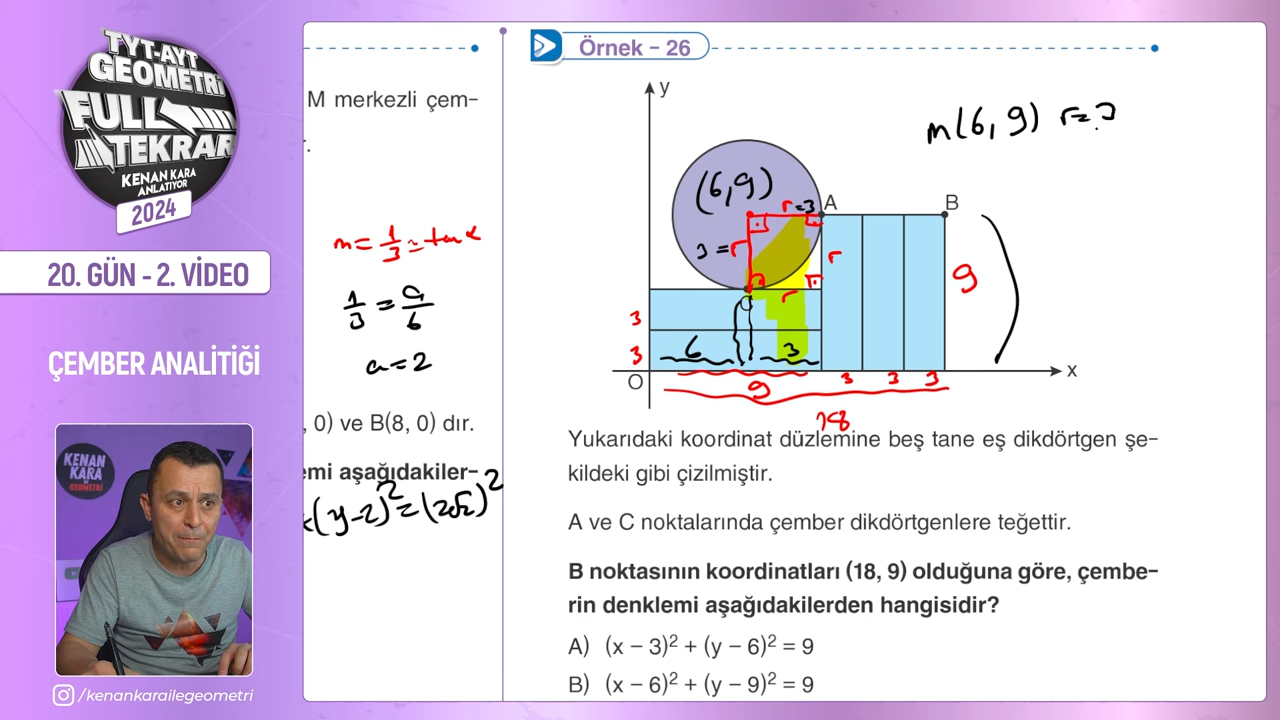 TYT-AYT
GEOMETRİ
FULL
TEKRAR
KENAN KARA
ANLATIYOR
2024
20. GÜN - 2. VİDEO
ÇEMBER ANALİTİĞİ
KENAN
KARA
GEOMETRİ
/kenankarailegeometri
M merkezli çem-
m = 1/3 = tan α
1/3 = a/6
a = 2
, 0) ve B(8, 0) dır.
emi aşağıdakiler-
(y-2)² = (2√2)²
Örnek – 26
y
m(6, 9) r=3
(6,9)
r=3
A
B
3 = r
r
r
9
C
3
3
6
3
O
x
9
3
3
3
18
Yukarıdaki koordinat düzlemine beş tane eş dikdörtgen şe-
kildeki gibi çizilmiştir.
A ve C noktalarında çember dikdörtgenlere teğettir.
B noktasının koordinatları (18, 9) olduğuna göre, çembe-
rin denklemi aşağıdakilerden hangisidir?
A) (x – 3)² + (y – 6)² = 9
B) (x – 6)² + (y – 9)² = 9